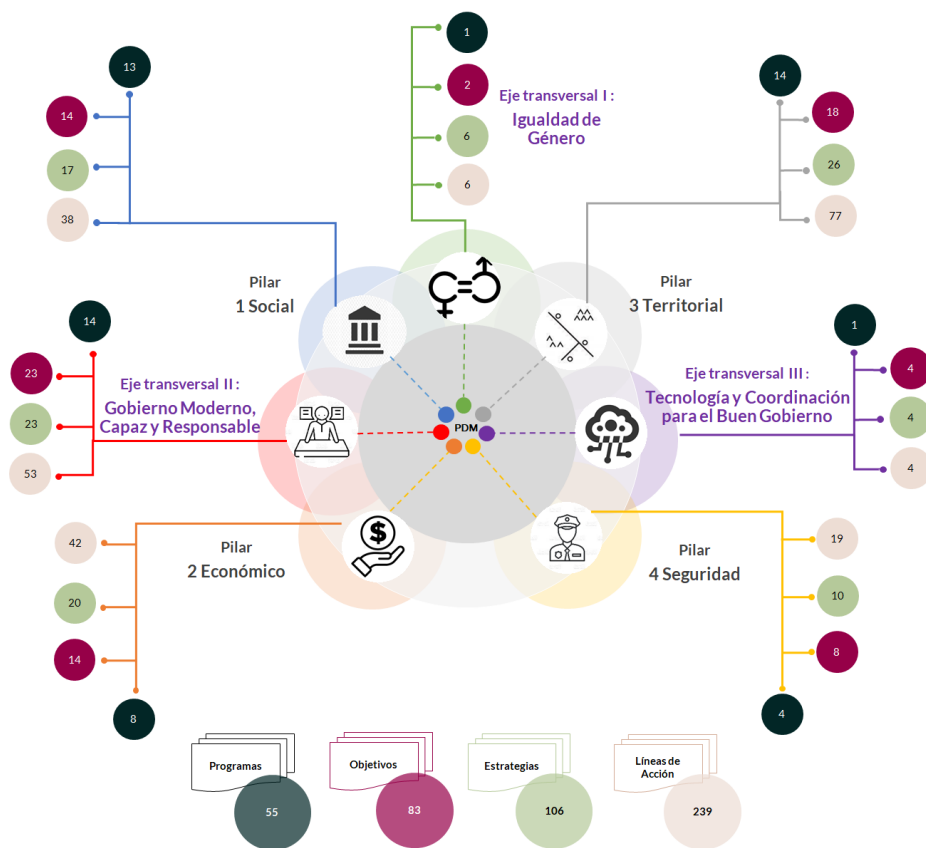 1
2
6
6
Eje transversal I :
Igualdad de
Género
13
14
17
38
14
18
26
77
Pilar
1 Social
Pilar
3 Territorial
14
23
23
53
Eje transversal II :
Gobierno Moderno,
Capaz y Responsable
PDM
Eje transversal III :
Tecnología y Coordinación
para el Buen Gobierno
1
4
4
4
42
20
14
8
Pilar
2 Económico
$
Pilar
4 Seguridad
19
10
8
4
Programas
55
Objetivos
83
Estrategias
106
Líneas de
Acción
239